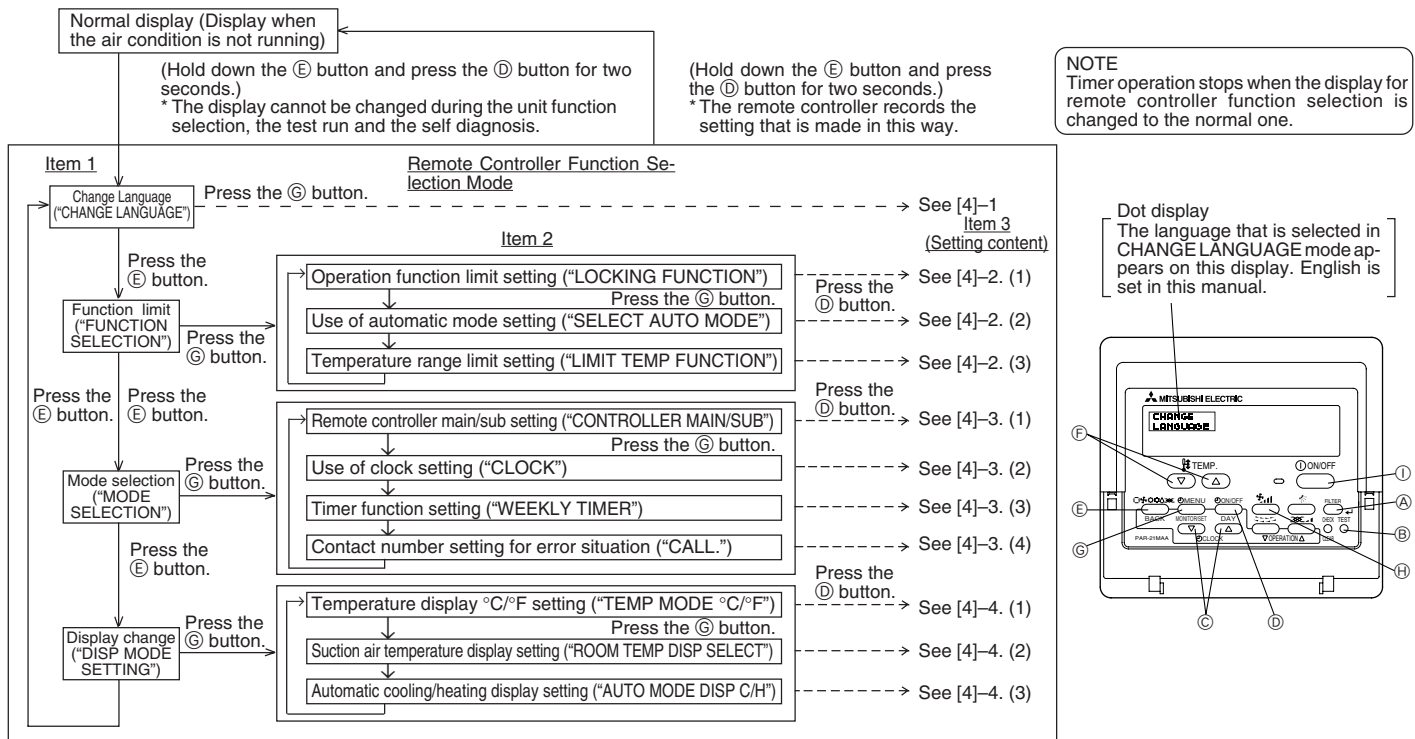 Normal display (Display when
the air condition is not running)
(Hold down the Ⓔ button and press the Ⓓ button for two
seconds.)
* The display cannot be changed during the unit function
selection, the test run and the self diagnosis.
(Hold down the Ⓔ button and press
the Ⓓ button for two seconds.)
* The remote controller records the
setting that is made in this way.
NOTE
Timer operation stops when the display for
remote controller function selection is
changed to the normal one.
Item 1
Remote Controller Function Se-
lection Mode
Change Language
("CHANGE LANGUAGE")
Press the Ⓖ button.
See [4]–1
Item 3
(Setting content)
Item 2
Press the
Ⓔ button.
Function limit
("FUNCTION
SELECTION")
Press the
Ⓖ button.
Operation function limit setting ("LOCKING FUNCTION")
Press the Ⓖ button.
Use of automatic mode setting ("SELECT AUTO MODE")
Temperature range limit setting ("LIMIT TEMP FUNCTION")
Press the
Ⓓ button.
See [4]–2. (1)
See [4]–2. (2)
See [4]–2. (3)
Press the
Ⓔ button.
Press the
Ⓔ button.
Mode selection
("MODE
SELECTION")
Press the
Ⓖ button.
Remote controller main/sub setting ("CONTROLLER MAIN/SUB")
Press the Ⓖ button.
Use of clock setting ("CLOCK")
Timer function setting ("WEEKLY TIMER")
Contact number setting for error situation ("CALL.")
Press the
Ⓓ button.
See [4]–3. (1)
See [4]–3. (2)
See [4]–3. (3)
See [4]–3. (4)
Press the
Ⓔ button.
Display change
("DISP MODE
SETTING")
Press the
Ⓖ button.
Temperature display °C/°F setting ("TEMP MODE °C/°F")
Press the Ⓖ button.
Suction air temperature display setting ("ROOM TEMP DISP SELECT")
Automatic cooling/heating display setting ("AUTO MODE DISP C/H")
Press the
Ⓓ button.
See [4]–4. (1)
See [4]–4. (2)
See [4]–4. (3)
Dot display
The language that is selected in
CHANGE LANGUAGE mode ap-
pears on this display. English is
set in this manual.
MITSUBISHI ELECTRIC
CHANGE
LANGUAGE
TEMP.
ON/OFF
MENU
ON/OFF
FILTER
BACK
MONITOR/SET
DAY
CHECK
TEST
PAR-21MAA
CLOCK
OPERATION
Ⓕ
Ⓘ
Ⓔ
Ⓐ
Ⓖ
Ⓑ
Ⓗ
Ⓒ
Ⓓ